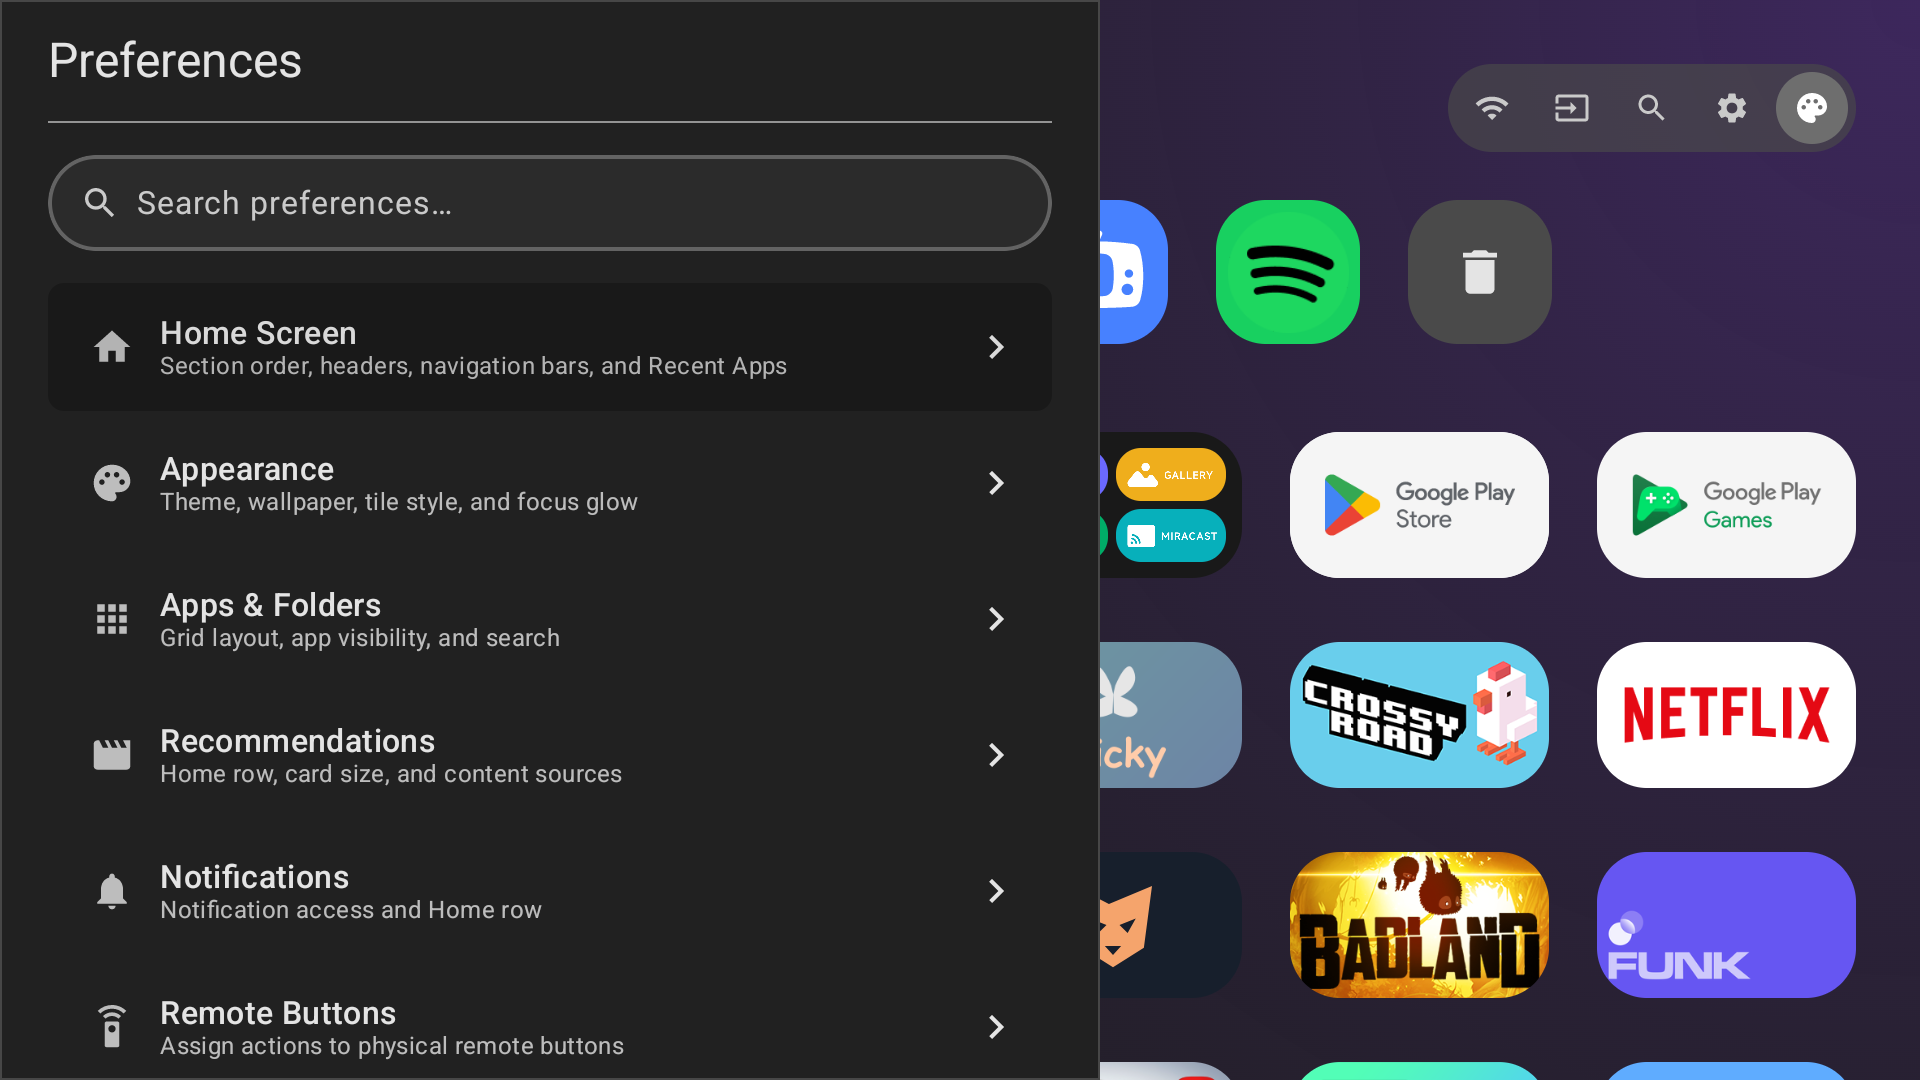 Preferences
Search preferences…
Home Screen
Section order, headers, navigation bars, and Recent Apps
Appearance
Theme, wallpaper, tile style, and focus glow
Apps & Folders
Grid layout, app visibility, and search
Recommendations
Home row, card size, and content sources
Notifications
Notification access and Home row
Remote Buttons
Assign actions to physical remote buttons
GALLERY
MIRACAST
Google Play
Store
Google Play
Games
icky
CROSSY
ROAD
NETFLIX
BADLAND
FUNK